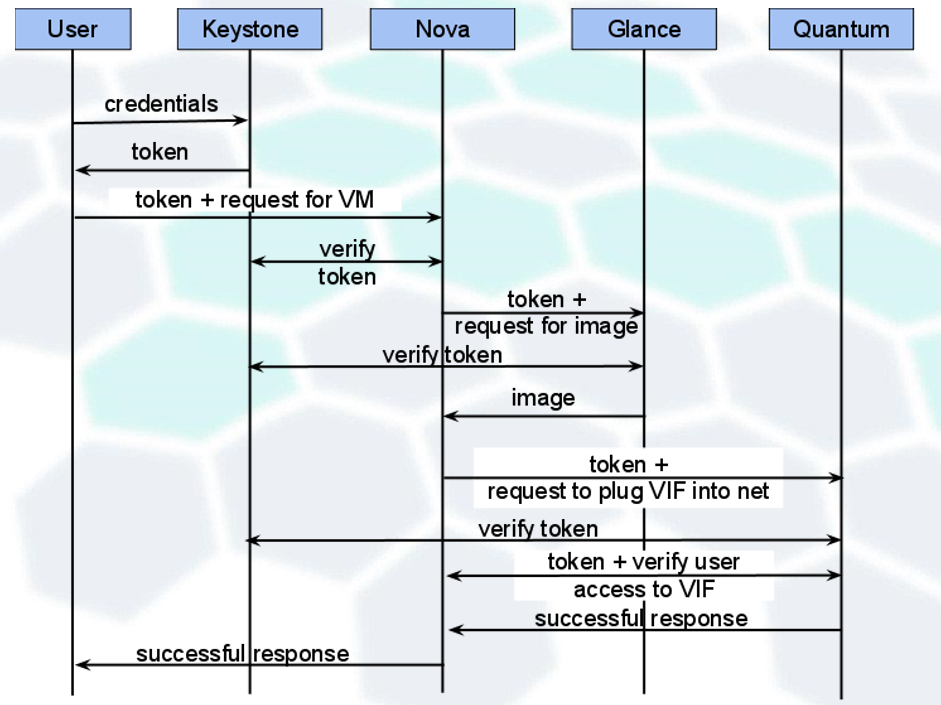 User Keystone Nova Glance Quantum
credentials
token
token + request for VM
verify
token
token +
request for image
verify token
image
token +
request to plug VIF into net
verify token
token + verify user
access to VIF
successful response
successful response